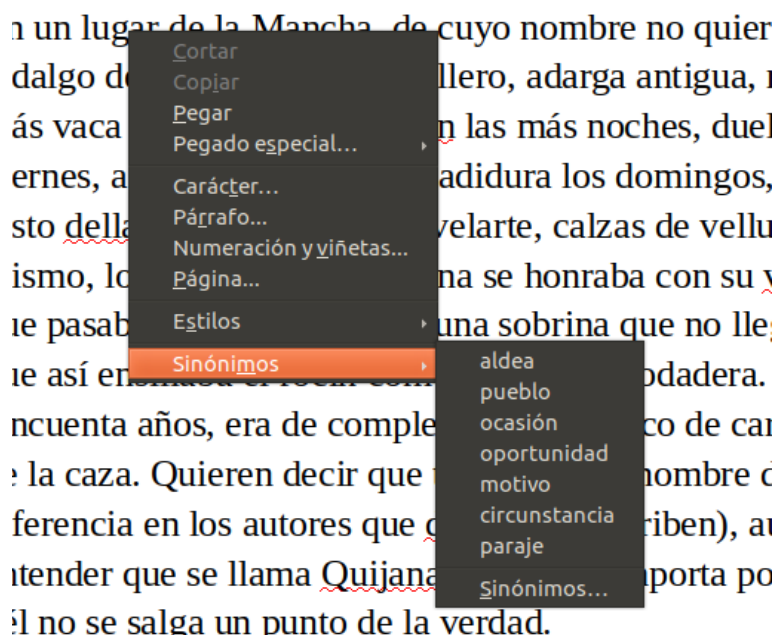 n un lugar de la Mancha, de cuyo nombre no quier
dalgo d llero, adarga antigua,
ás vaca n las más noches, duel
ernes, a adidura los domingos,
sto della velarte, calzas de vellu
ismo, lo na se honraba con su
ue pasab una sobrina que no lle
ue así odadera.
ncuenta años, era de comple co de car
e la caza. Quieren decir que ombre d
ferencia en los autores que riben), au
ntender que se llama Quijana porta po
él no se salga un punto de la verdad.
Cortar
Copiar
Pegar
Pegado especial...
Carácter...
Párrafo...
Numeración y viñetas...
Página...
Estilos
Sinónimos
aldea
pueblo
ocasión
oportunidad
motivo
circunstancia
paraje
Sinónimos...